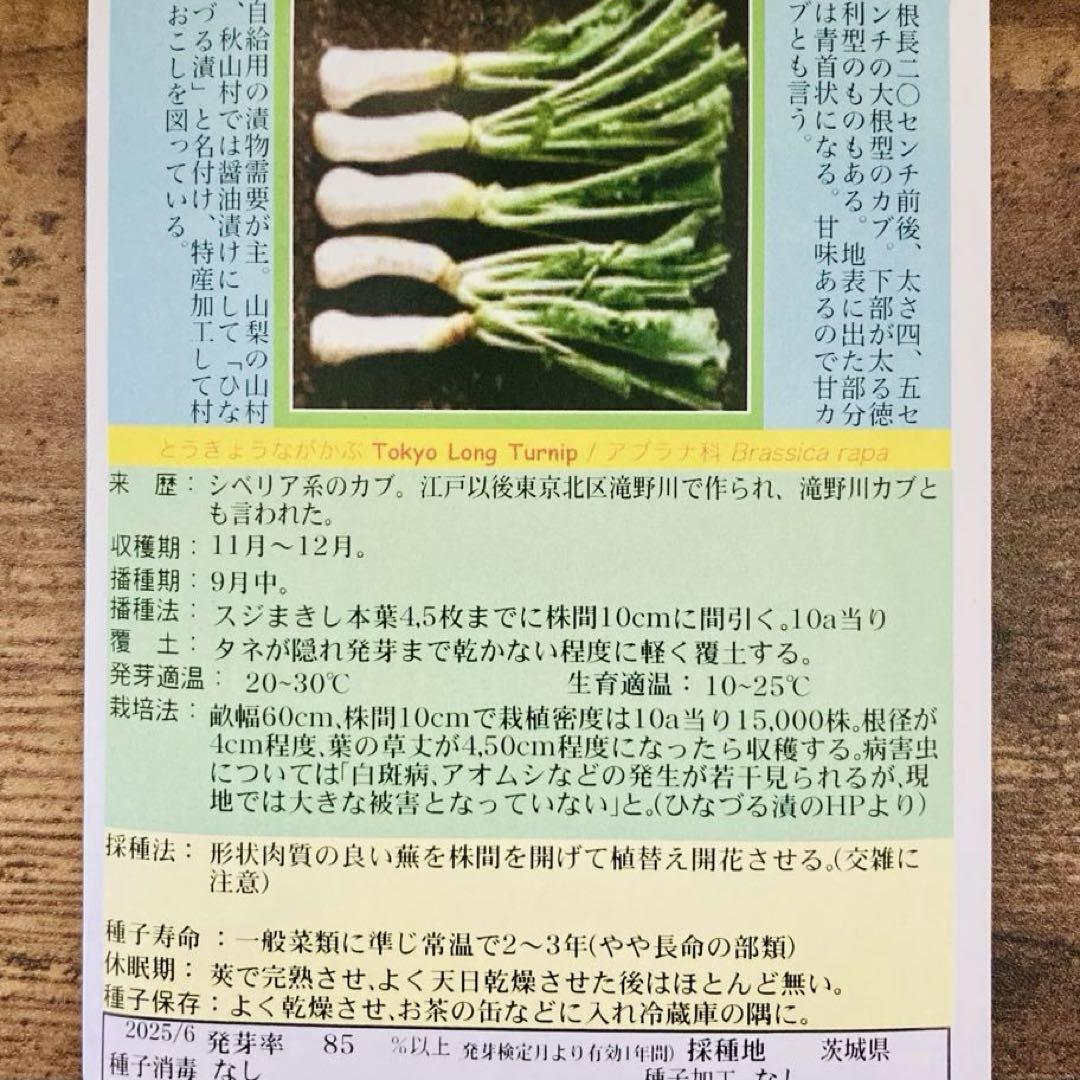 根長二〇センチ前後、太さ四、五セ
ンチの大根型のカブ。下部が太る徳
利型のものもある。地表に出た部分
は青首状になる。甘味あるので甘カ
ブとも言う。
自給用の漬物需要が主。山梨の山村
、秋山村では醤油漬けにして「ひな
づる漬」と名付け、特産加工して村
おこしを図っている。
とうきょうながかぶ Tokyo Long Turnip / アブラナ科 Brassica rapa
来 歴：シベリア系のカブ。江戸以後東京北区滝野川で作られ、滝野川カブと
も言われた。
収穫期：11月～12月。
播種期：9月中。
播種法：スジまきし本葉4,5枚までに株間10cmに間引く。10a当り
覆 土：タネが隠れ発芽まで乾かない程度に軽く覆土する。
発芽適温：20~30℃ 生育適温：10~25℃
栽培法：畝幅60cm、株間10cmで栽植密度は10a当り15,000株。根径が
4cm程度、葉の草丈が4,50cm程度になったら収穫する。病害虫
については「白斑病、アオムシなどの発生が若干見られるが、現
地では大きな被害となっていない」と。（ひなづる漬のHPより）
採種法：形状肉質の良い蕪を株間を開げて植替え開花させる。（交雑に
注意）
種子寿命：一般菜類に準じ常温で2～3年(やや長命の部類)
休眠期：莢で完熟させ、よく天日乾燥させた後はほとんど無い。
種子保存：よく乾燥させ、お茶の缶などに入れ冷蔵庫の隅に。
2025/6 発芽率 85 %以上 発芽検定月より有効1年間） 採種地 茨城県
種子消毒 なし 種子加工 なし